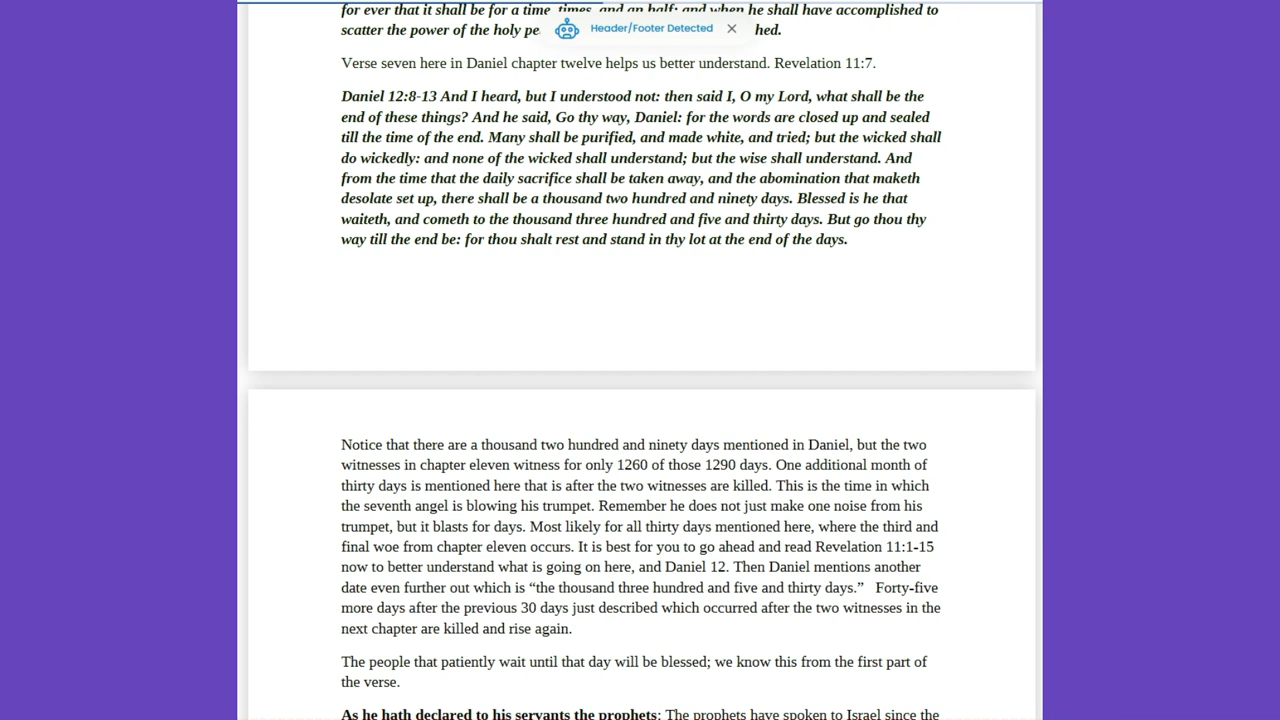 for ever that it shall be for a time, times, and an half; and when he shall have accomplished to
scatter the power of the holy pe
hed.
Header/Footer Detected
Verse seven here in Daniel chapter twelve helps us better understand. Revelation 11:7.
Daniel 12:8-13 And I heard, but I understood not: then said I, O my Lord, what shall be the
end of these things? And he said, Go thy way, Daniel: for the words are closed up and sealed
till the time of the end. Many shall be purified, and made white, and tried; but the wicked shall
do wickedly: and none of the wicked shall understand; but the wise shall understand. And
from the time that the daily sacrifice shall be taken away, and the abomination that maketh
desolate set up, there shall be a thousand two hundred and ninety days. Blessed is he that
waiteth, and cometh to the thousand three hundred and five and thirty days. But go thou thy
way till the end be: for thou shalt rest and stand in thy lot at the end of the days.
Notice that there are a thousand two hundred and ninety days mentioned in Daniel, but the two
witnesses in chapter eleven witness for only 1260 of those 1290 days. One additional month of
thirty days is mentioned here that is after the two witnesses are killed. This is the time in which
the seventh angel is blowing his trumpet. Remember he does not just make one noise from his
trumpet, but it blasts for days. Most likely for all thirty days mentioned here, where the third and
final woe from chapter eleven occurs. It is best for you to go ahead and read Revelation 11:1-15
now to better understand what is going on here, and Daniel 12. Then Daniel mentions another
date even further out which is “the thousand three hundred and five and thirty days.”   Forty-five
more days after the previous 30 days just described which occurred after the two witnesses in the
next chapter are killed and rise again.
The people that patiently wait until that day will be blessed; we know this from the first part of
the verse.
As he hath declared to his servants the prophets: The prophets have spoken to Israel since the